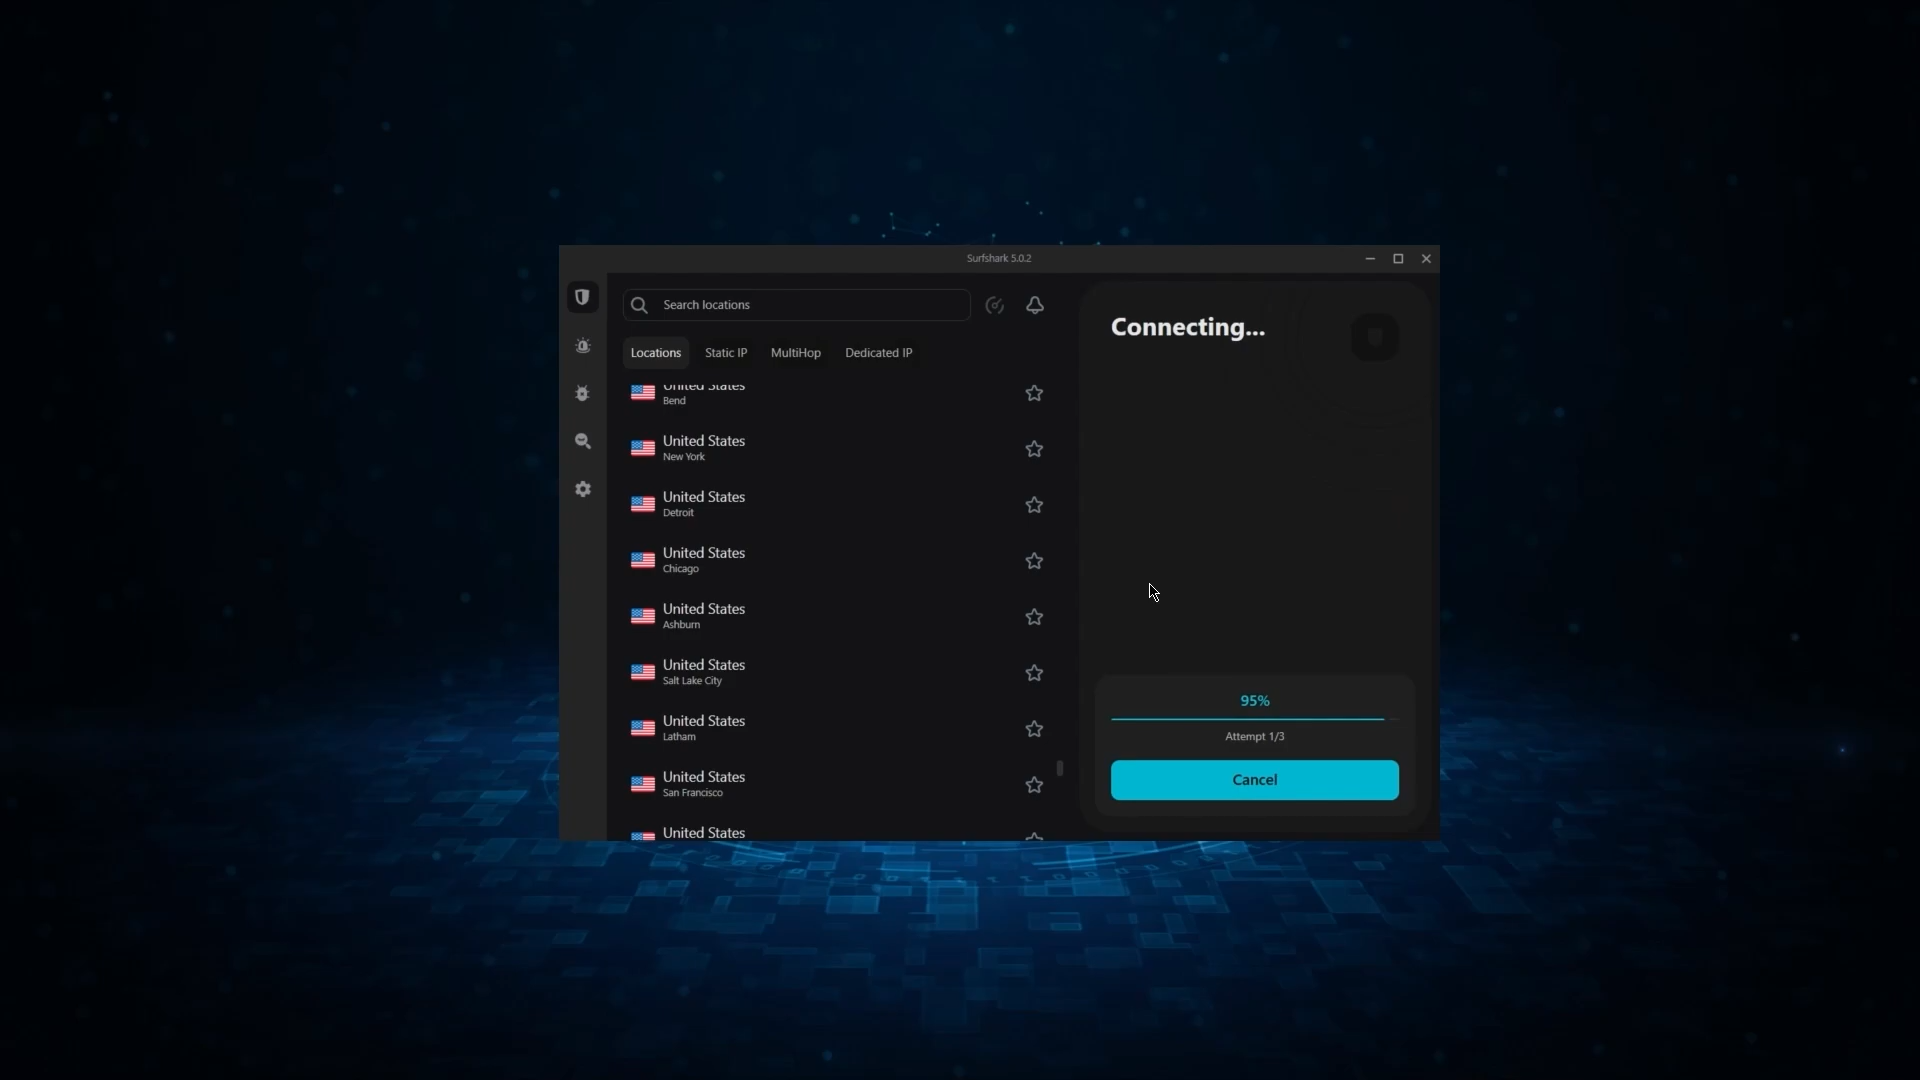 Surfshark 5.0.2
Search locations
Locations Static IP MultiHop Dedicated IP
United States
Bend
United States
New York
United States
Detroit
United States
Chicago
United States
Ashburn
United States
Salt Lake City
United States
Latham
United States
San Francisco
United States
Connecting...
95%
Attempt 1/3
Cancel